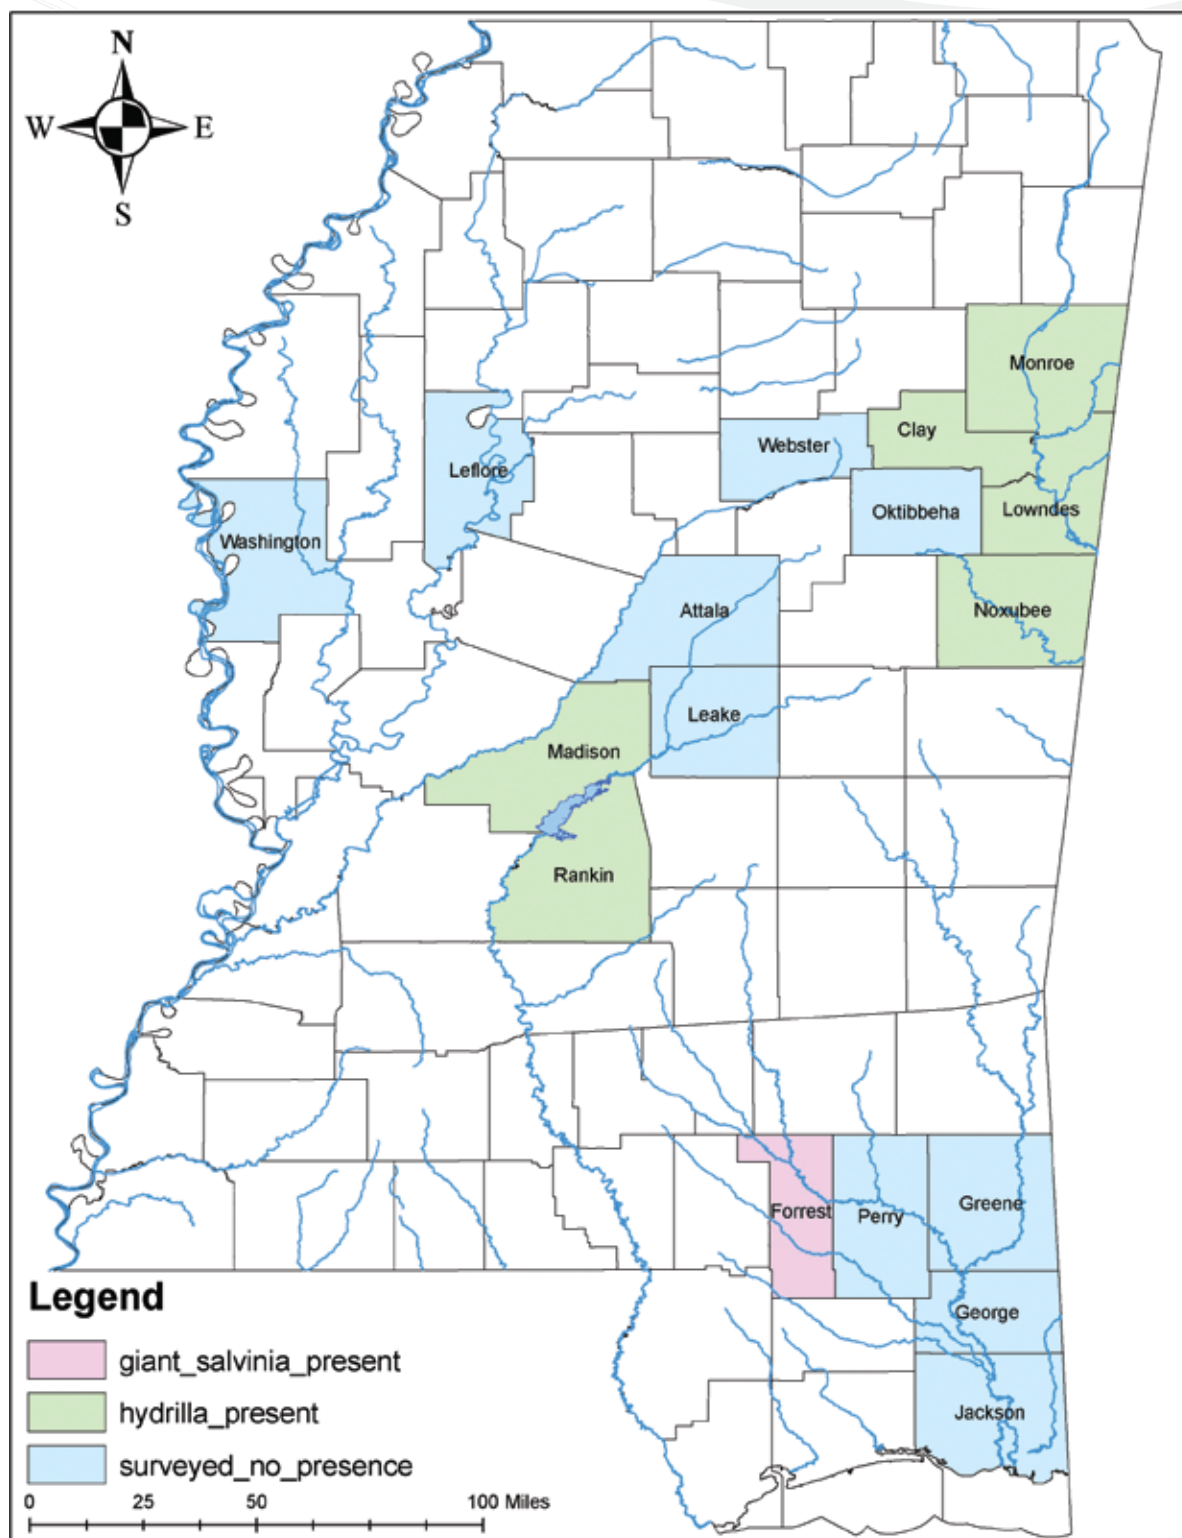 N
W E
S
Monroe
Clay
Webster
Leflore
Lowndes
Oktibbeha
Washington
Attala
Noxubee
Leake
Madison
Rankin
Greene
Forrest
Perry
George
Jackson
Legend
giant_salvinia_present
hydrilla_present
surveyed_no_presence
0 25 50 100 Miles